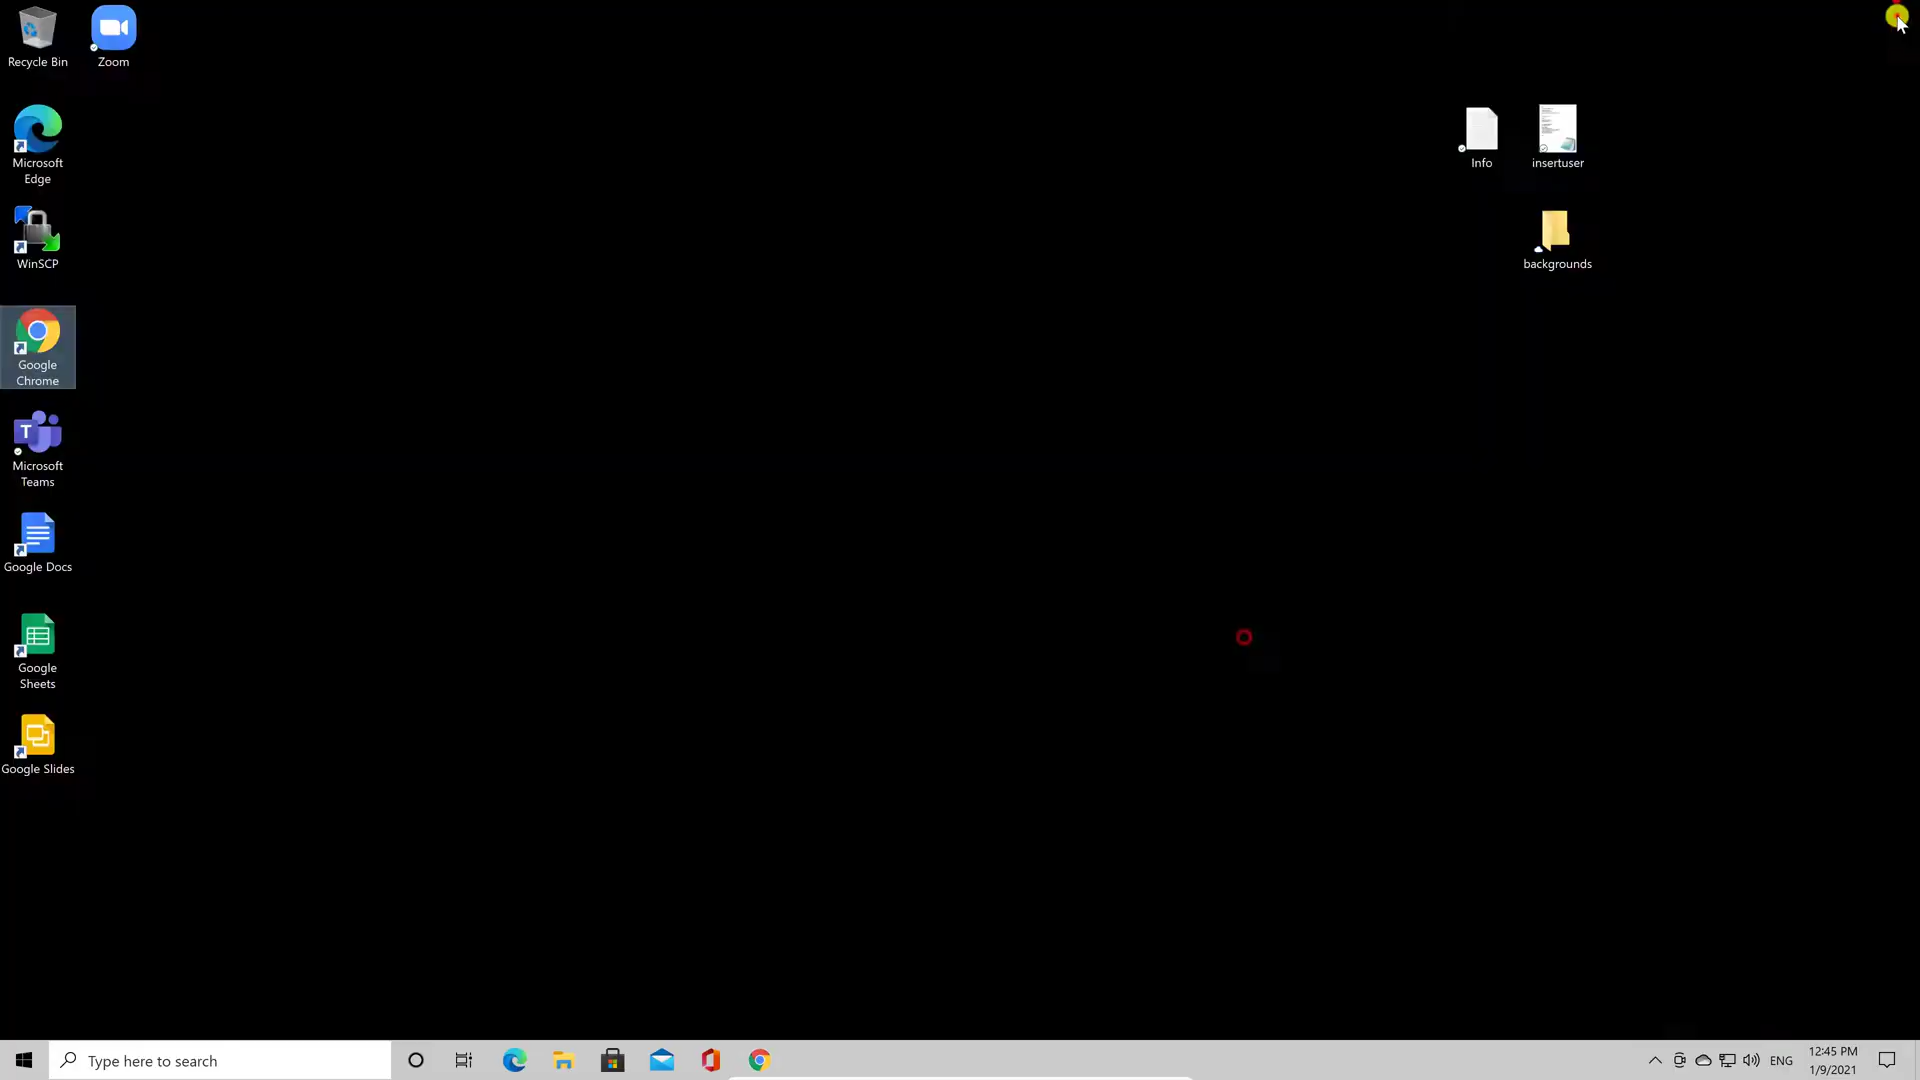 Recycle Bin
Zoom
Microsoft
Edge
WinSCP
Google
Chrome
T
Microsoft
Teams
Google Docs
Google
Sheets
Google Slides
Info
insertuser
backgrounds
Type here to search
ENG
12:45 PM
1/9/2021